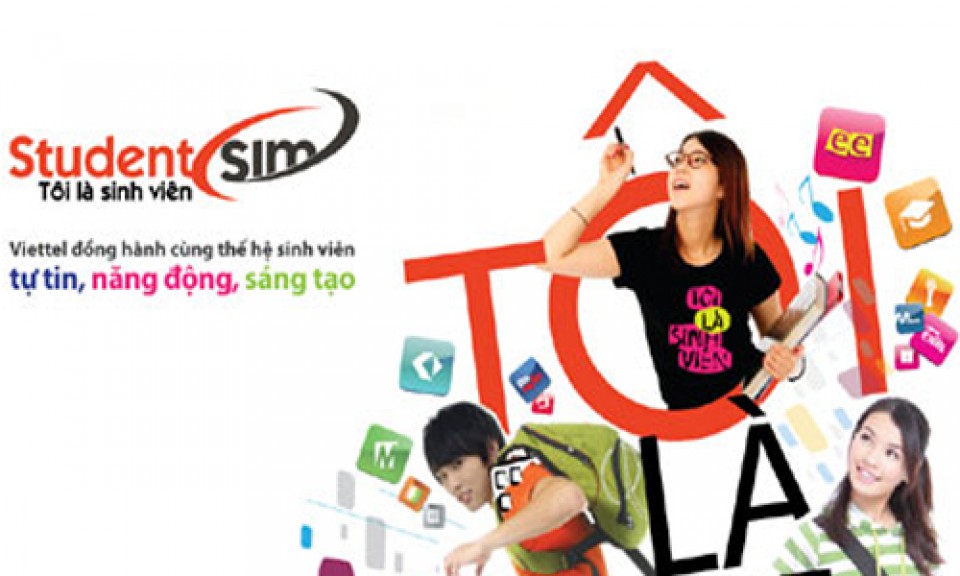 Student sim
Tôi là sinh viên
Viettel đồng hành cùng thế hệ sinh viên
tự tin, năng động, sáng tạo
TÔI
LÀ
TÔI
LÀ
SINH
VIÊN
ee
M